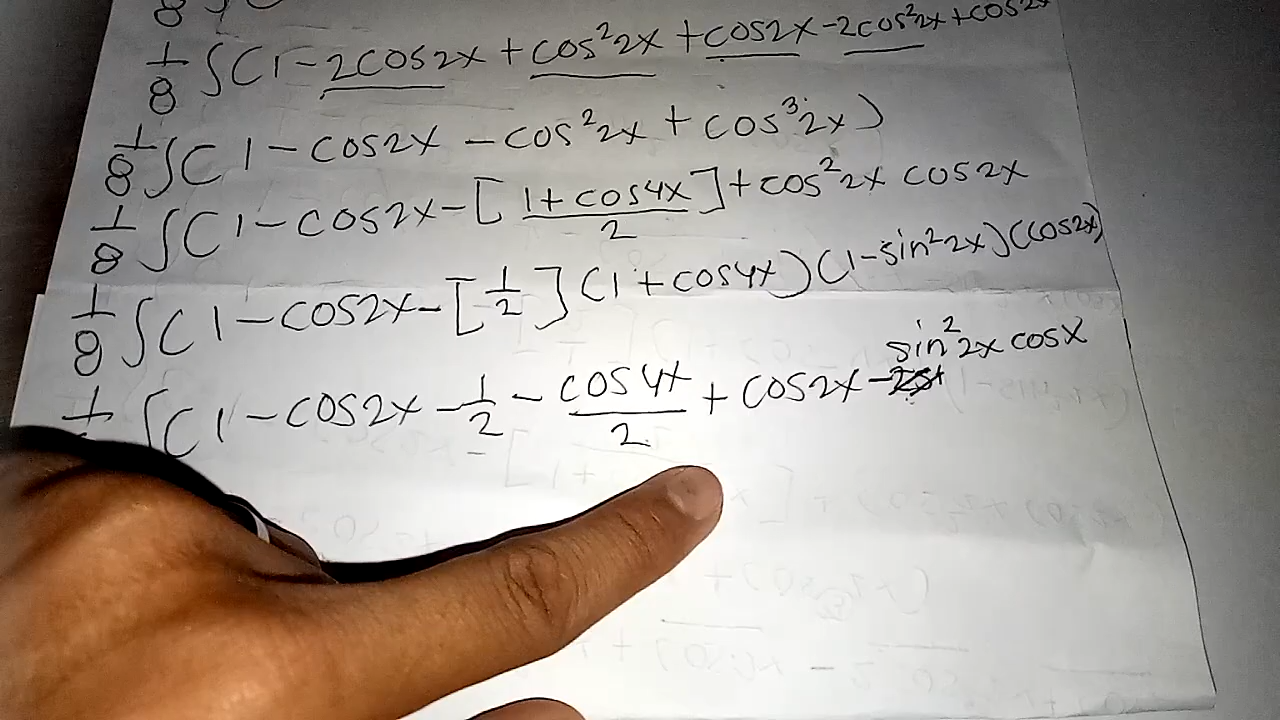 1/8 ∫(1 - 2cos2x + cos²2x + cos2x - 2cos²2x + cos³2x
1/8 ∫(1 - cos2x - cos²2x + cos³2x)
1/8 ∫(1 - cos2x - [1 + cos4x / 2] + cos²2x cos2x
1/8 ∫(1 - cos2x - [1/2](1 + cos4x)(1 - sin²2x)(cos2x)
∫(1 - cos2x - 1/2 - cos4x/2 + cos2x - sin²2x cosx